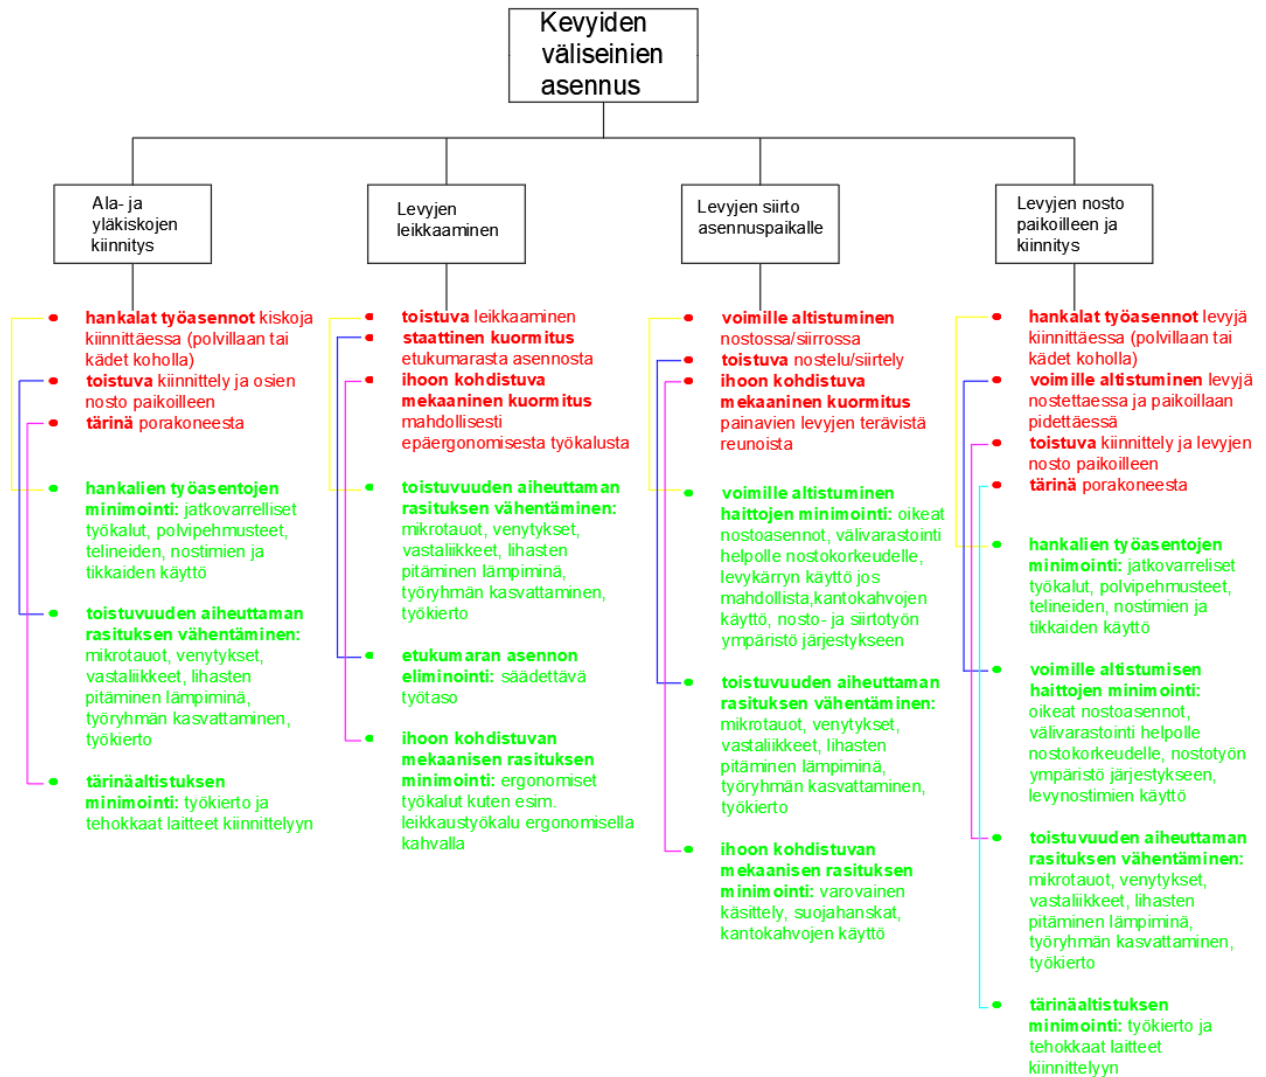 Kevyiden
väliseinien
asennus
Ala- ja
yläkiskojen
kiinnitys
Levyjen
leikkaaminen
Levyjen siirto
asennuspaikalle
Levyjen nosto
paikoilleen ja
kiinnitys
hankalat työasennot kiskoja
kiinnittäessa (polvillaan tai
kädet koholla)
toistuva kiinnittely ja osien
nosto paikoilleen
tärinä porakoneesta
hankalien työasentojen
minimointi: jatkovarrelliset
työkalut, polvipehmusteet,
telineiden, nostimien ja
tikkaiden käyttö
toistuvuuden aiheuttaman
rasituksen vähentäminen:
mikrotauot, venytykset,
vastaliikkeet, lihasten
pitäminen lämpiminä,
työryhmän kasvattaminen,
työkierto
tärinäaltistuksen
minimointi: työkierto ja
tehokkaat laitteet kiinnittelyyn
toistuva leikkaaminen
staattinen kuormitus
etukumarasta asennosta
ihoon kohdistuva
mekaaninen kuormitus
mahdollisesti
epäergonomisesta työkalusta
toistuvuuden aiheuttaman
rasituksen vähentäminen:
mikrotauot, venytykset,
vastaliikkeet, lihasten
pitäminen lämpiminä,
työryhmän kasvattaminen,
työkierto
etukumaran asennon
eliminointi: säädettävä
työtaso
ihoon kohdistuvan
mekaanisen rasituksen
minimointi: ergonomiset
työkalut kuten esim.
leikkaustyökalu ergonomisella
kahvalla
voimille altistuminen
nostossa/siirrossa
toistuva nostelu/siirtely
ihoon kohdistuva
mekaaninen kuormitus
painavien levyjen terävistä
reunoista
voimille altistuminen
haittojen minimointi: oikeat
nostoasennot, välivarastointi
helpolle nostokorkeudelle,
levykärryn käyttö jos
mahdollista,kantokahvojen
käyttö, nosto- ja siirtotyön
ympäristö järjestykseen
toistuvuuden aiheuttaman
rasituksen vähentäminen:
mikrotauot, venytykset,
vastaliikkeet, lihasten
pitäminen lämpiminä,
työryhmän kasvattaminen,
työkierto
ihoon kohdistuvan
mekaanisen rasituksen
minimointi: varovainen
käsittely, suojahanskat,
kantokahvojen käyttö
hankalat työasennot levyjä
kiinnittäessa (polvillaan tai
kädet koholla)
voimille altistuminen levyjä
nostettaessa ja paikoillaan
pidettäessä
toistuva kiinnittely ja levyjen
nosto paikoilleen
tärinä porakoneesta
hankalien työasentojen
minimointi: jatkovarreliset
työkalut, polvipehmusteet,
telineiden, nostimien ja
tikkaiden käyttö
voimille altistumisen
haittojen minimointi:
oikeat nostoasennot,
välivarastointi helpolle
nostokorkeudelle, nostotyön
ympäristö järjestykseen,
levynostimien käyttö
toistuvuuden aiheuttaman
rasituksen vähentäminen:
mikrotauot, venytykset,
vastaliikkeet, lihasten
pitäminen lämpiminä,
työryhmän kasvattaminen,
työkierto
tärinäaltistuksen
minimointi: työkierto ja
tehokkaat laitteet
kiinnittelyyn